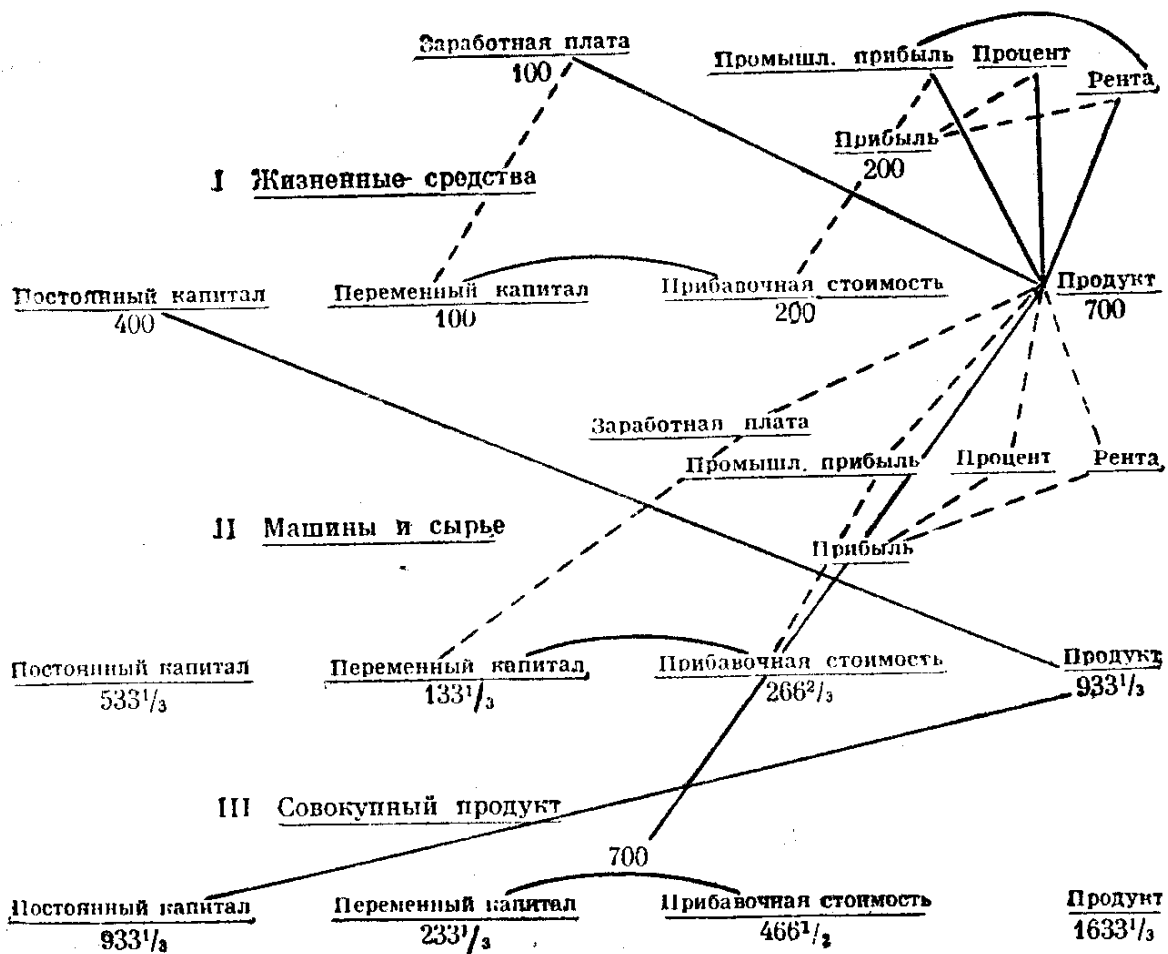 Заработная плата
100
Промышл. прибыль
Процент
Рента
Прибыль
200
I Жизненные средства
Постоянный капитал
400
Переменный капитал
100
Прибавочная стоимость
200
Продукт
700
Заработная плата
Промышл. прибыль
Процент
Рента
II Машины и сырье
Прибыль
Постоянный капитал
533¹/₃
Переменный капитал
133¹/₃
Прибавочная стоимость
266²/₃
Продукт
933¹/₃
III Совокупный продукт
700
Постоянный капитал
933¹/₃
Переменный капитал
233¹/₃
Прибавочная стоимость
466¹/₂
Продукт
1633¹/₃